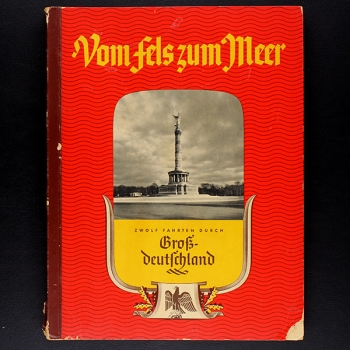 Vom Fels zum Meer
ZWÖLF FAHRTEN DURCH
Groß-
deutschland